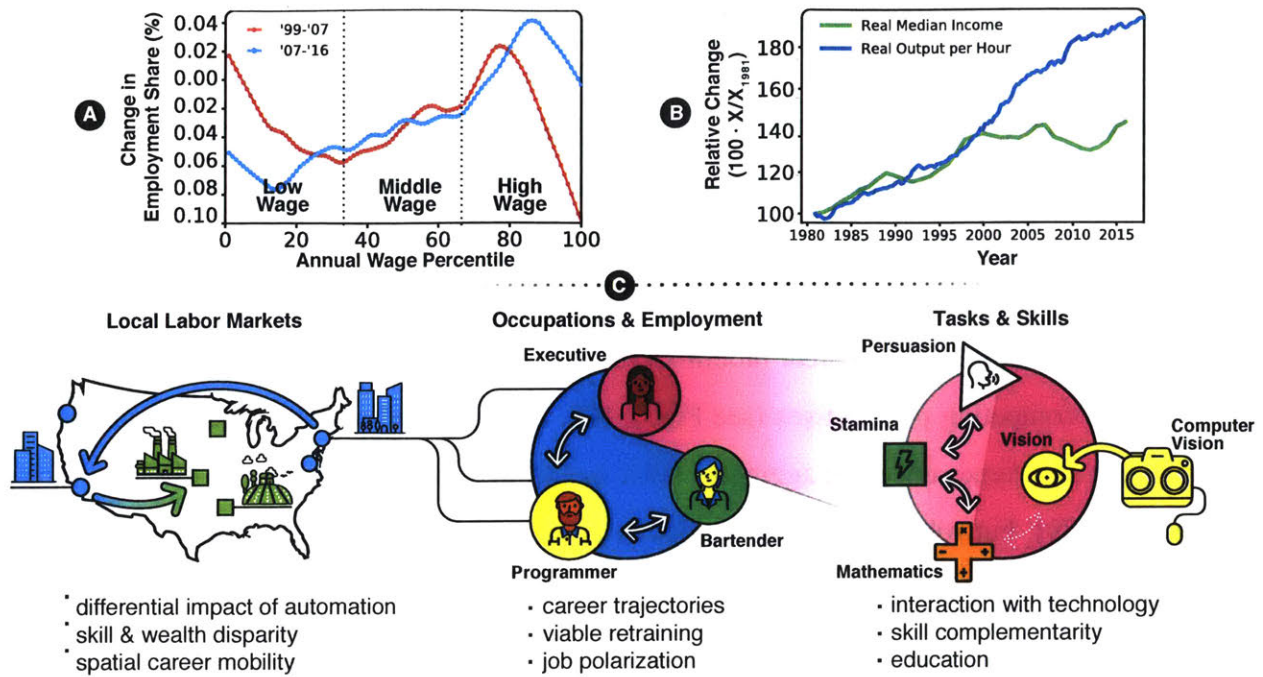 A
Change in
Employment Share (%)
0.04
0.02
0.00
0.02
0.04
0.06
0.08
0.10
'99-'07
'07-'16
Low
Wage
Middle
Wage
High
Wage
0 20 40 60 80 100
Annual Wage Percentile
B
Relative Change
(100 · X/X1981)
180
160
140
120
100
Real Median Income
Real Output per Hour
1980 1985 1990 1995 2000 2005 2010 2015
Year
C
Local Labor Markets
· differential impact of automation
· skill & wealth disparity
· spatial career mobility
Occupations & Employment
Executive
Programmer
Bartender
· career trajectories
· viable retraining
· job polarization
Tasks & Skills
Persuasion
Stamina
Vision
Computer
Vision
Mathematics
· interaction with technology
· skill complementarity
· education